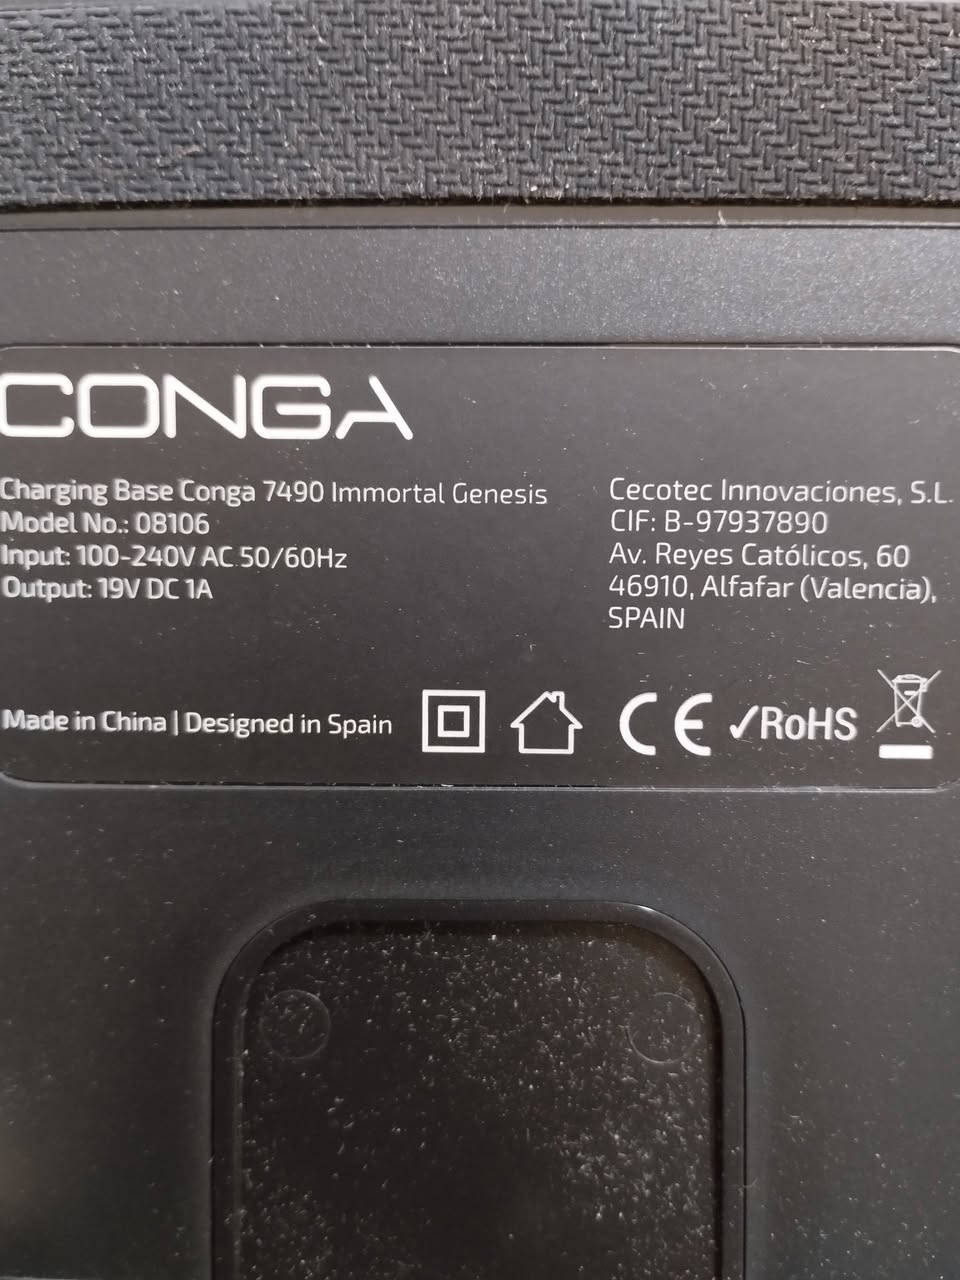 CONGA
Charging Base Conga 7490 Immortal Genesis
Model No.: 08106
Input: 100-240V AC 50/60Hz
Output: 19V DC 1A
Cecotec Innovaciones, S.L.
CIF: B-97937890
Av. Reyes Católicos, 60
46910, Alfafar (Valencia),
SPAIN
Made in China | Designed in Spain
CE ✓RoHS